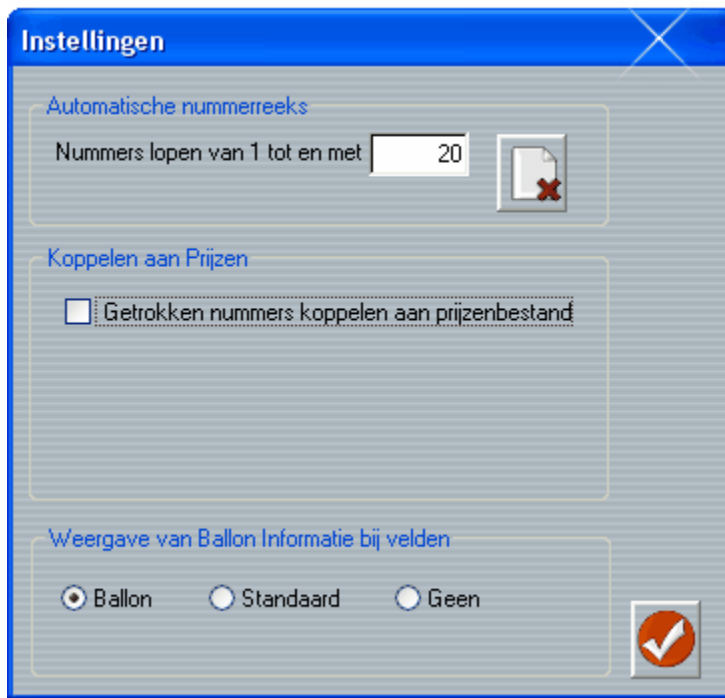 Instellingen
Automatische nummerreeks
Nummers lopen van 1 tot en met 20
Koppelen aan Prijzen
Getrokken nummers koppelen aan prijzenbestand
Weergave van Ballon Informatie bij velden
Ballon Standaard Geen